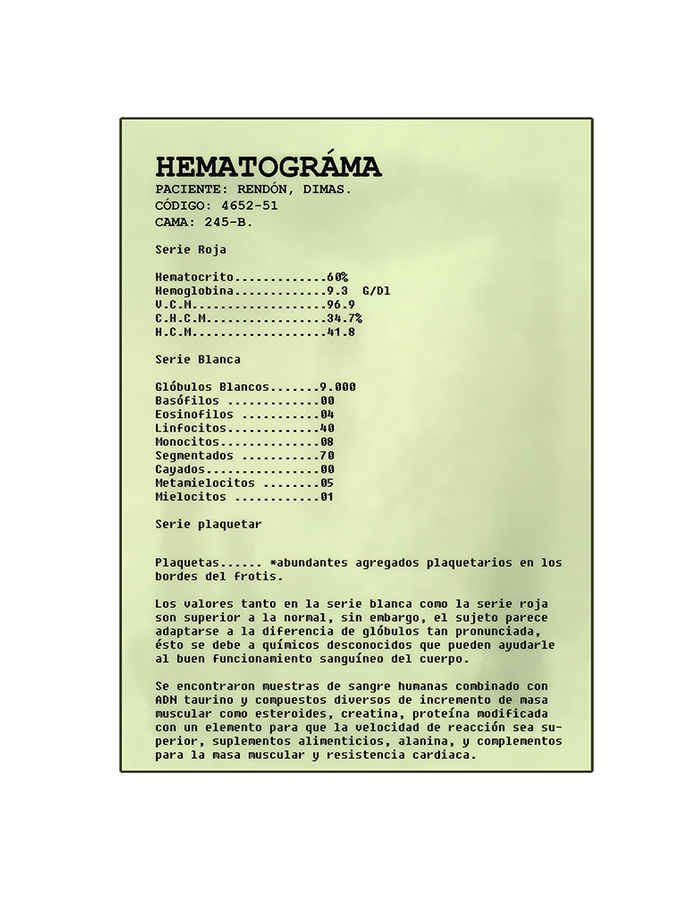 HEMATOGRÁMA
PACIENTE: RENDÓN, DIMAS.
CÓDIGO: 4652-51
CAMA: 245-B.
Serie Roja
Hematocrito.............60%
Hemoglobina.............9.3 G/Dl
V.C.M...................96.9
C.H.C.M.................34.7%
H.C.M...................41.8
Serie Blanca
Glóbulos Blancos.......9.000
Basófilos .............00
Eosinofilos ...........04
Linfocitos.............40
Monocitos..............08
Segmentados ...........70
Cayados................00
Metamielocitos ........05
Mielocitos ............01
Serie plaquetar
Plaquetas...... *abundantes agregados plaquetarios en los
bordes del frotis.
Los valores tanto en la serie blanca como la serie roja
son superior a la normal, sin embargo, el sujeto parece
adaptarse a la diferencia de glóbulos tan pronunciada,
ésto se debe a químicos desconocidos que pueden ayudarle
al buen funcionamiento sanguíneo del cuerpo.
Se encontraron muestras de sangre humanas combinado con
ADN taurino y compuestos diversos de incremento de masa
muscular como esteroides, creatina, proteína modificada
con un elemento para que la velocidad de reacción sea su-
perior, suplementos alimenticios, alanina, y complementos
para la masa muscular y resistencia cardiaca.